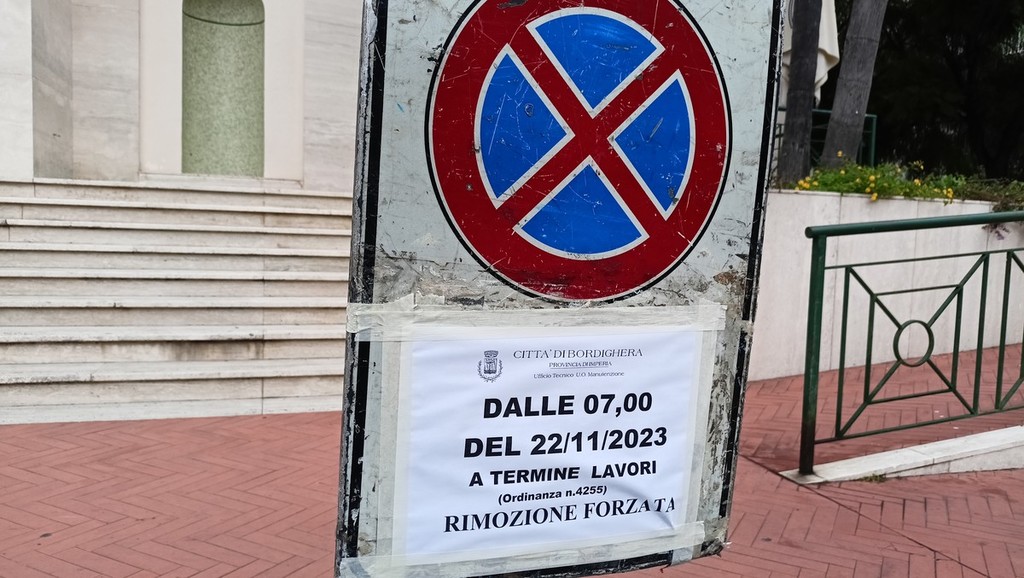 CITTA' DI BORDIGHERA
PROVINCIA DI IMPERIA
Ufficio Tecnico U.O. Manutenzione
DALLE 07,00
DEL 22/11/2023
A TERMINE LAVORI
(Ordinanza n.4255)
RIMOZIONE FORZATA